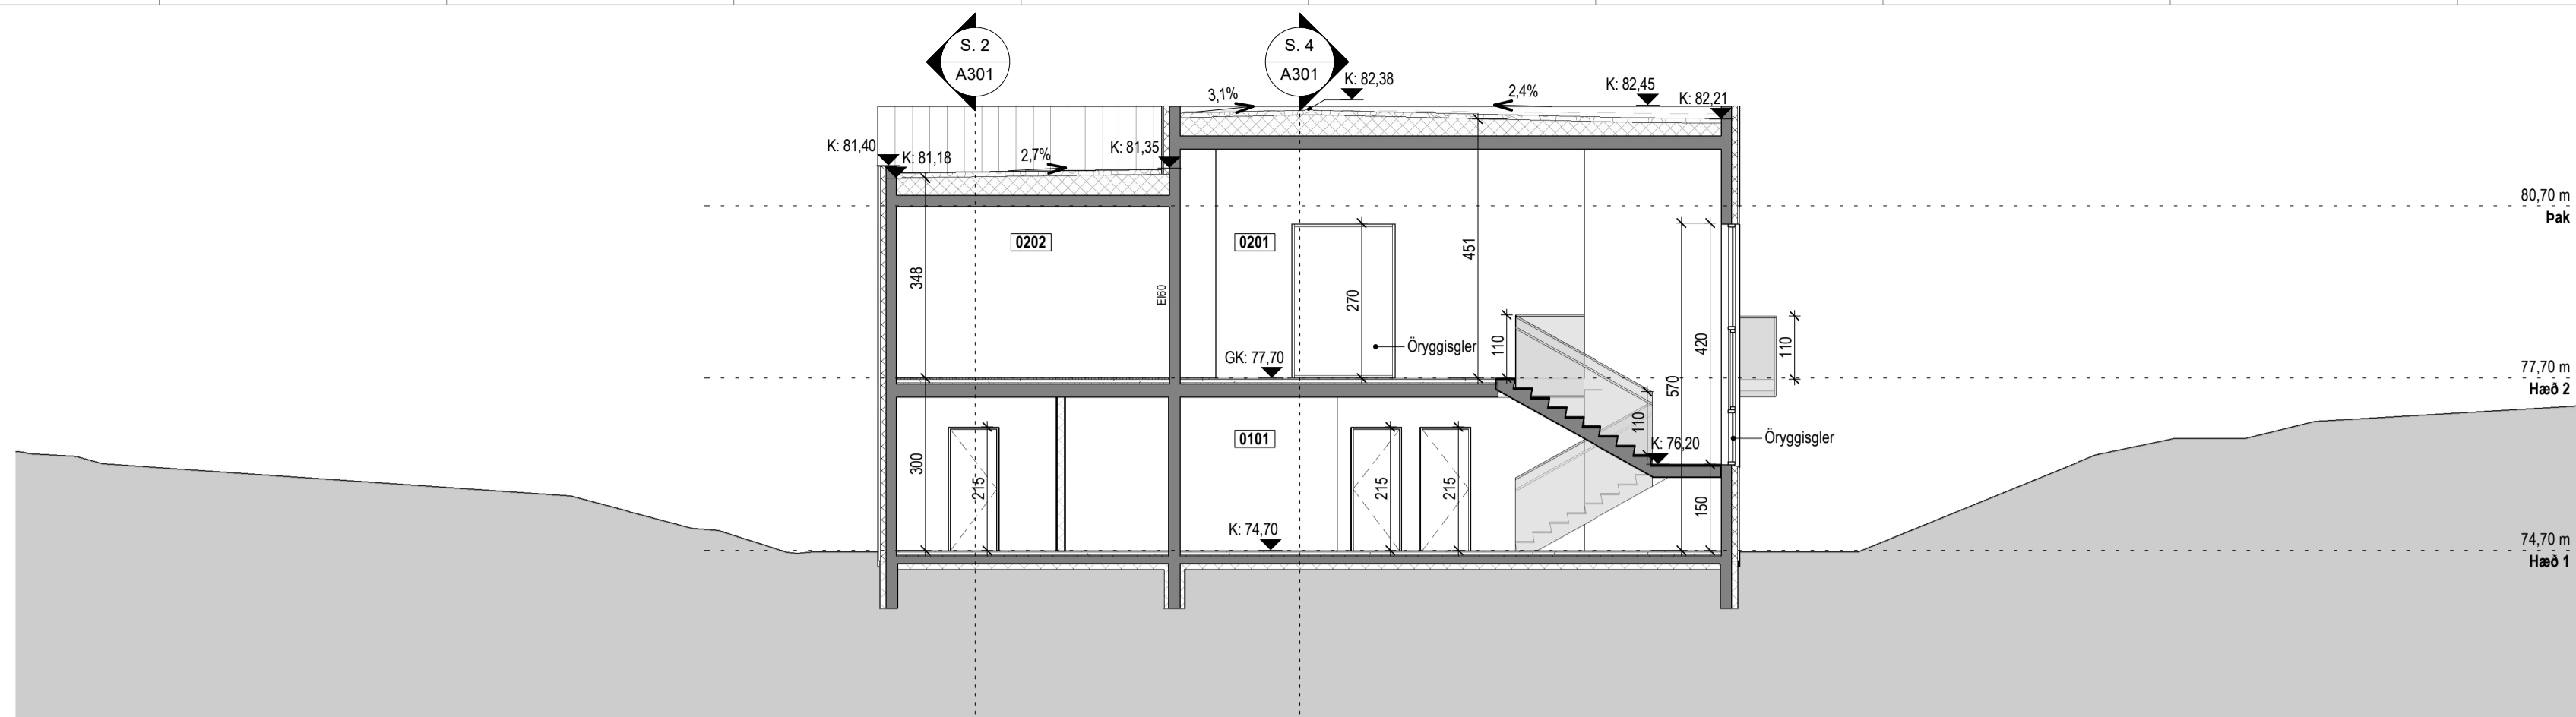 S. 2
A301
S. 4
A301
K: 82,38
K: 82,45
K: 82,21
3,1%
2,4%
K: 81,40
K: 81,18
2,7%
K: 81,35
80,70 m
Þak
0202
0201
451
348
EI60
270
Öryggisgler
110
420
110
GK: 77,70
570
77,70 m
Hæð 2
110
0101
K: 76,20
Öryggisgler
300
215
215
215
150
K: 74,70
74,70 m
Hæð 1